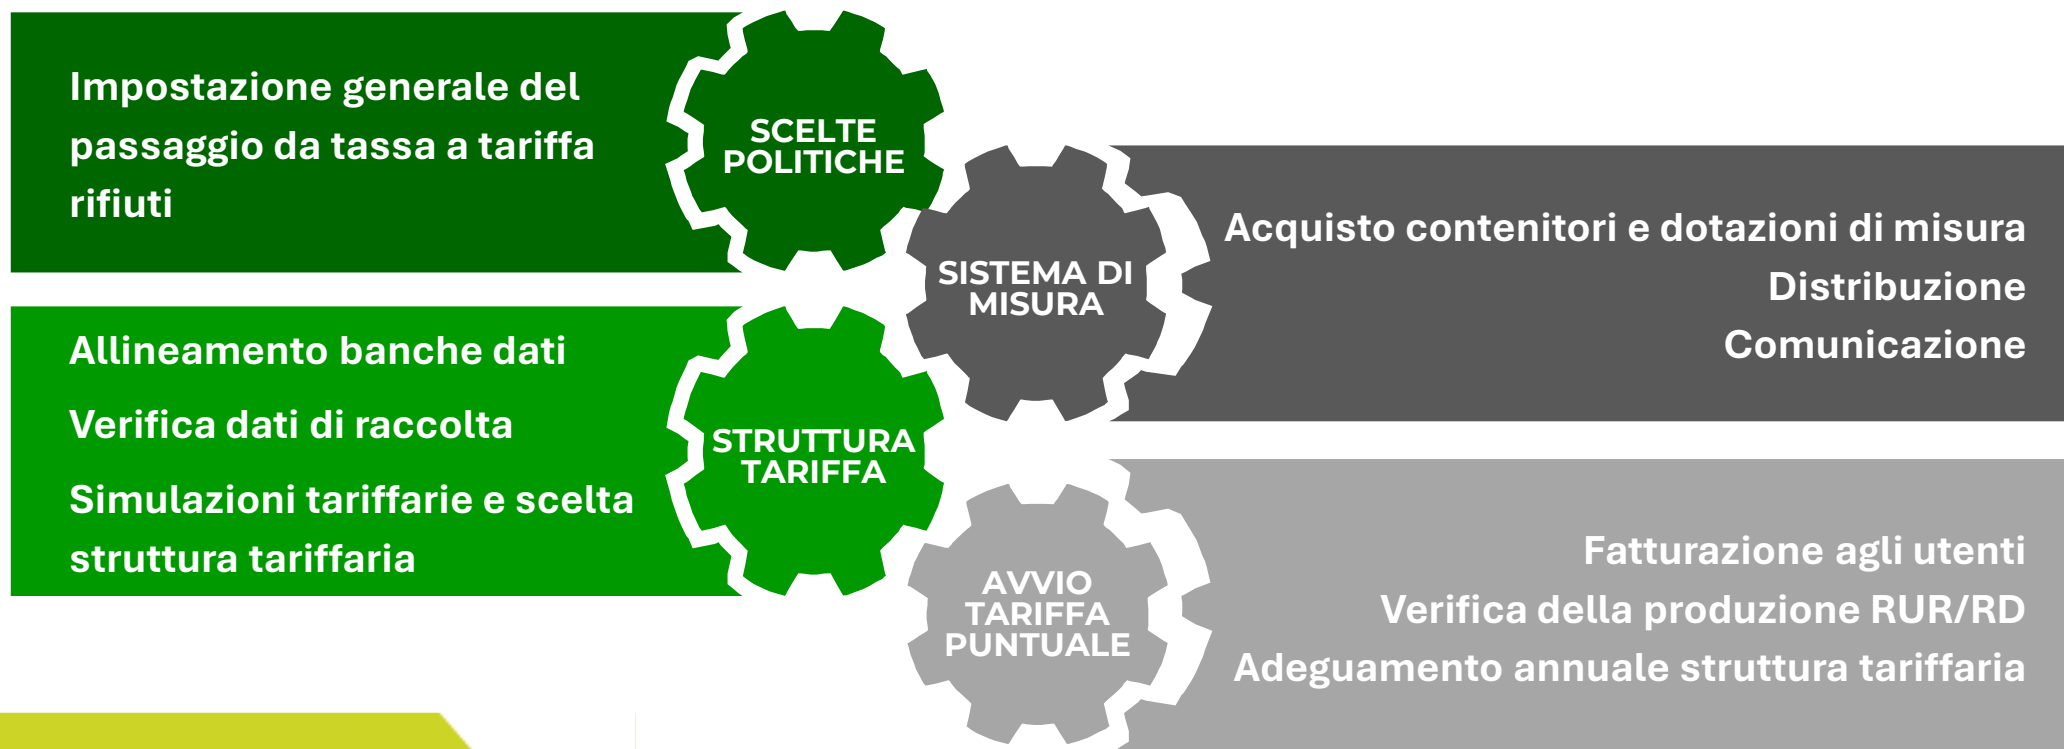 Impostazione generale del
passaggio da tassa a tariffa
rifiuti
SCELTE
POLITICHE
SISTEMA DI
MISURA
Acquisto contenitori e dotazioni di misura
Distribuzione
Comunicazione
Allineamento banche dati
Verifica dati di raccolta
Simulazioni tariffarie e scelta
struttura tariffaria
STRUTTURA
TARIFFA
AVVIO
TARIFFA
PUNTUALE
Fatturazione agli utenti
Verifica della produzione RUR/RD
Adeguamento annuale struttura tariffaria